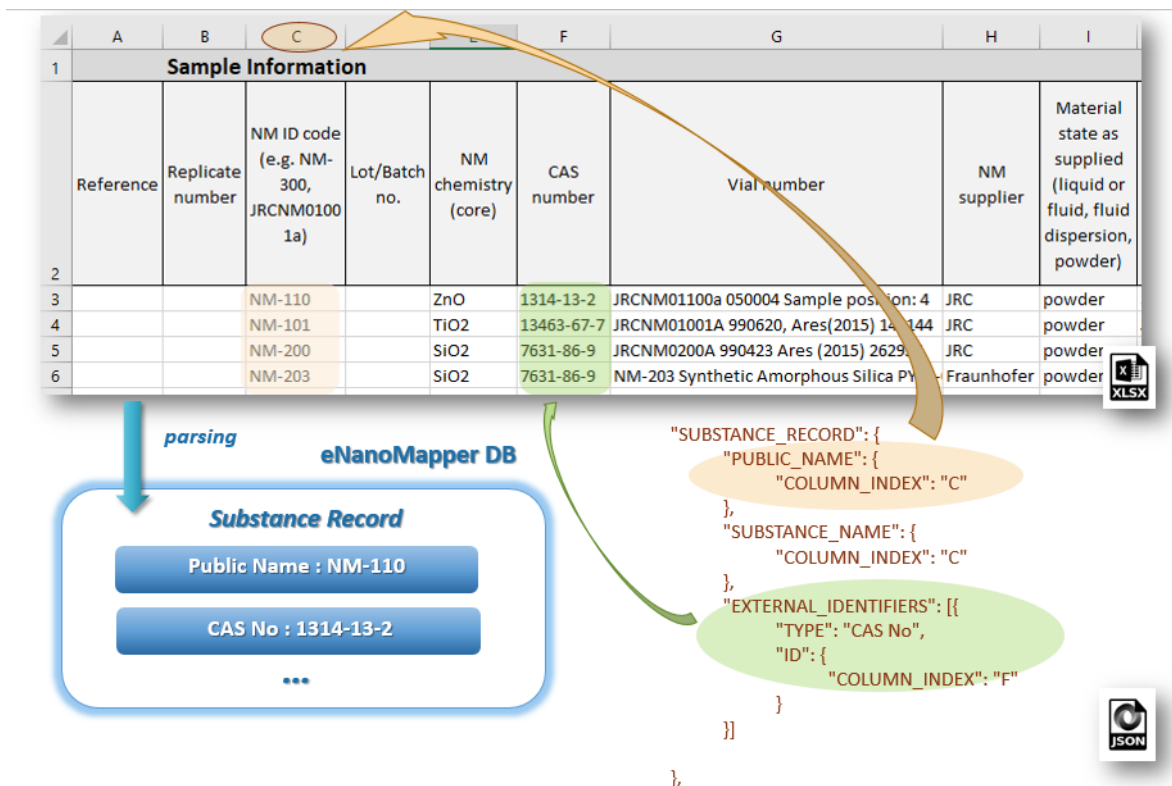 A B C E F G H I
1 Sample Information
Reference
Replicate
number
NM ID code
(e.g. NM-
300,
JRCNM0100
1a)
Lot/Batch
no.
NM
chemistry
(core)
CAS
number
Vial number
NM
supplier
Material
state as
supplied
(liquid or
fluid, fluid
dispersion,
powder)
2
3 NM-110 ZnO 1314-13-2 JRCNM01100a 050004 Sample position: 4 JRC powder
4 NM-101 TiO2 13463-67-7 JRCNM01001A 990620, Ares(2015) 144 JRC powder
5 NM-200 SiO2 7631-86-9 JRCNM0200A 990423 Ares (2015) JRC powder
6 NM-203 SiO2 7631-86-9 NM-203 Synthetic Amorphous Silica Fraunhofer powder
XLSX
parsing
eNanoMapper DB
Substance Record
Public Name : NM-110
CAS No : 1314-13-2
...
"SUBSTANCE_RECORD": {
"PUBLIC_NAME": {
"COLUMN_INDEX": "C"
},
"SUBSTANCE_NAME": {
"COLUMN_INDEX": "C"
},
"EXTERNAL_IDENTIFIERS": [{
"TYPE": "CAS No",
"ID": {
"COLUMN_INDEX": "F"
}
}]
},
JSON